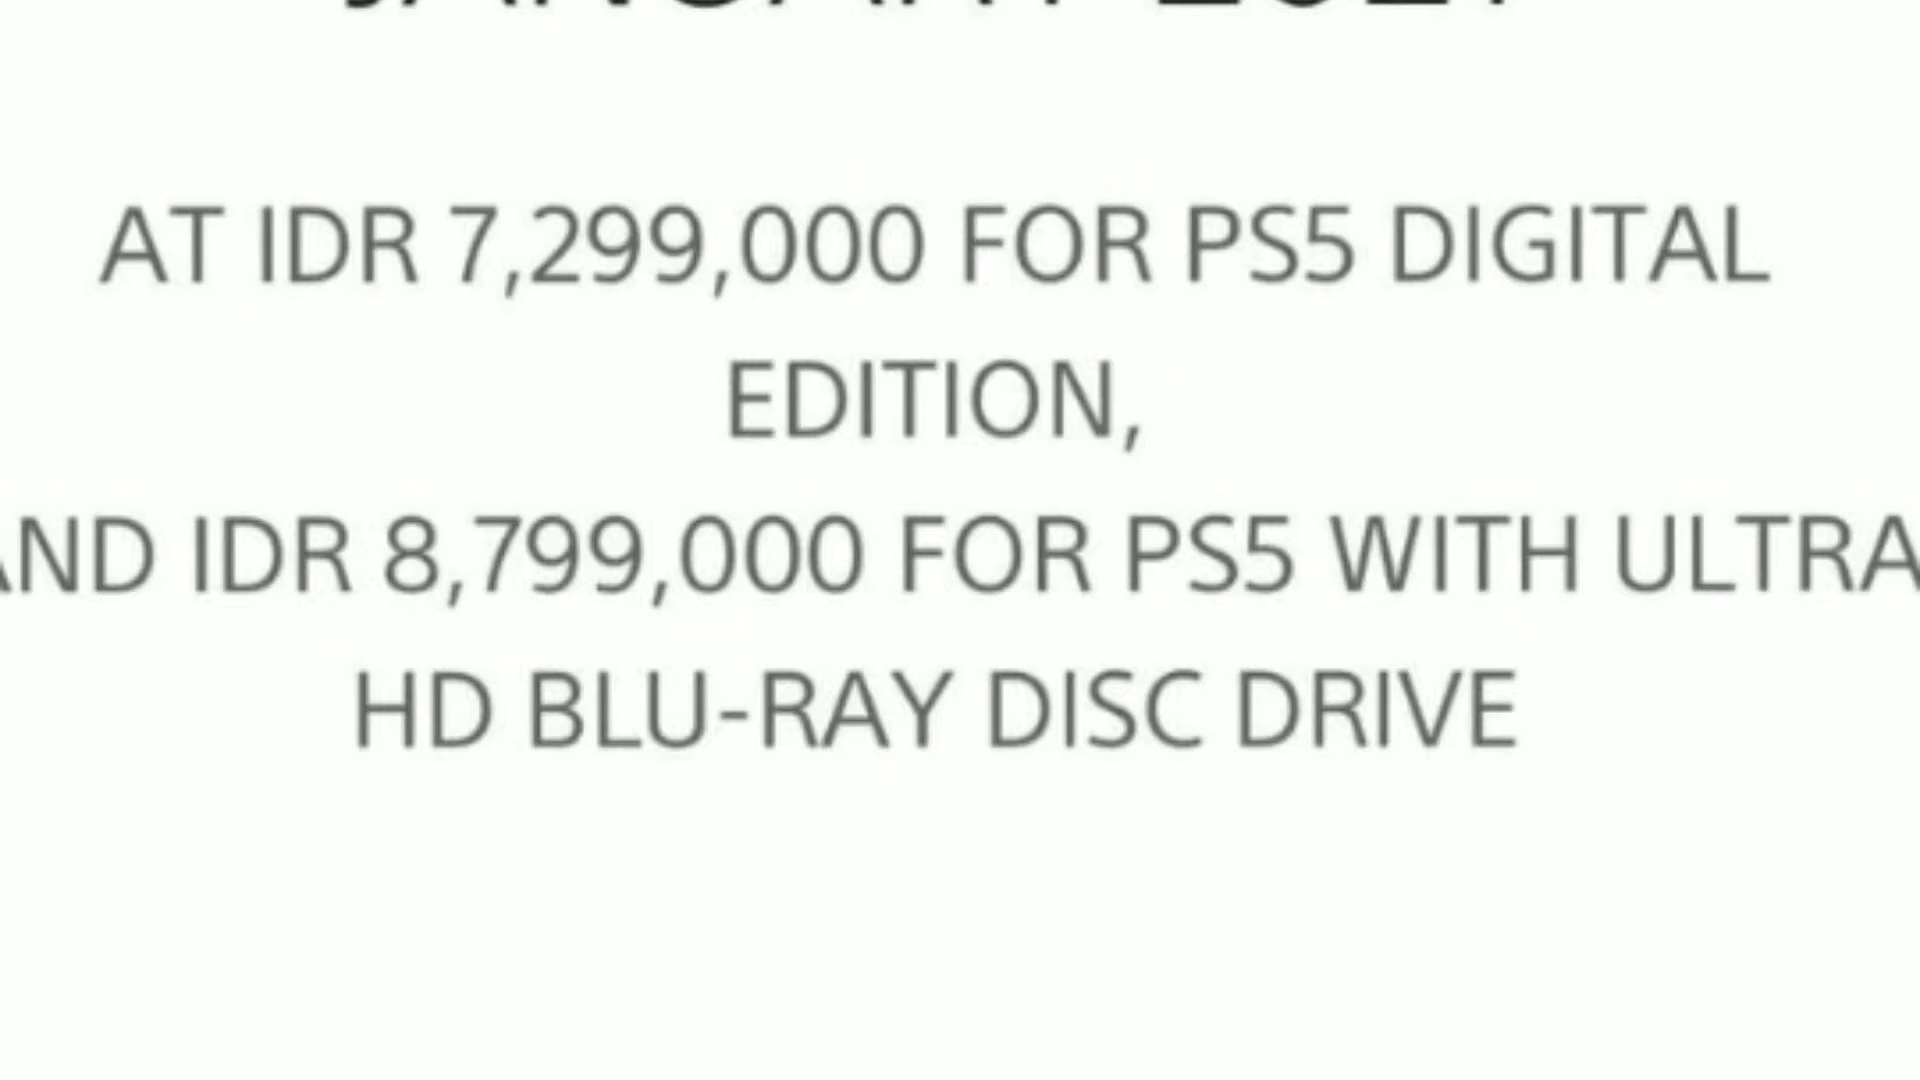 AT IDR 7,299,000 FOR PS5 DIGITAL
EDITION,
AND IDR 8,799,000 FOR PS5 WITH ULTRA
HD BLU-RAY DISC DRIVE